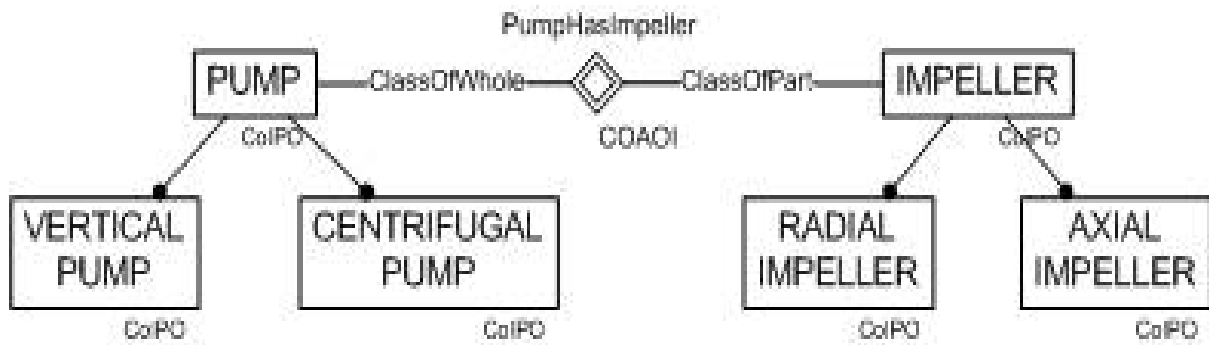 PumpHasImpeller
PUMP
ClassOfWhole
ClassOfPart
IMPELLER
CoIPO
COAOI
CoIPO
VERTICAL
PUMP
CENTRIFUGAL
PUMP
RADIAL
IMPELLER
AXIAL
IMPELLER
CoIPO
CoIPO
CoIPO
CoIPO